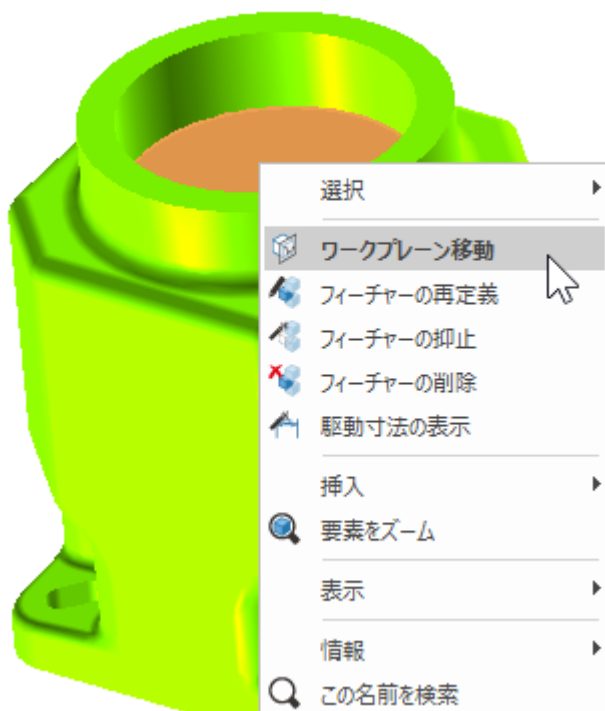 選択
ワークプレーン移動
フィーチャーの再定義
フィーチャーの抑止
フィーチャーの削除
駆動寸法の表示
挿入
要素をズーム
表示
情報
この名前を検索